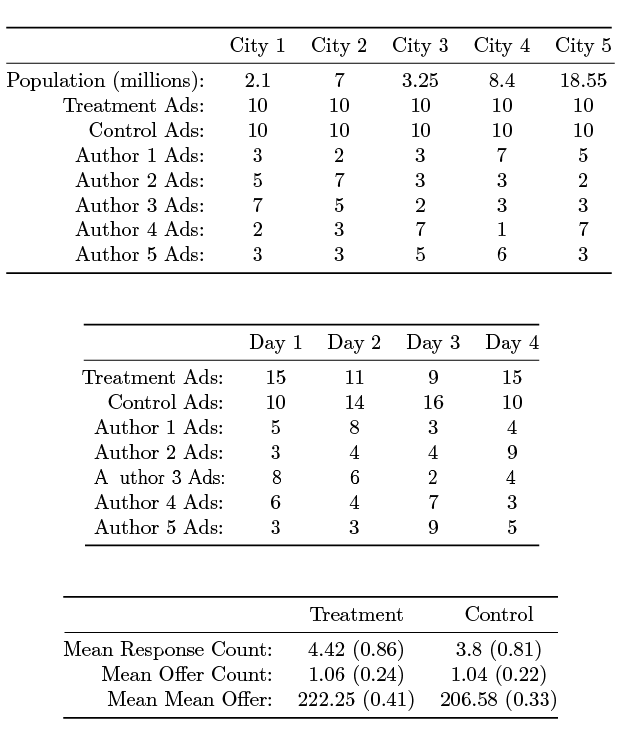 City 1 City 2 City 3 City 4 City 5
Population (millions): 2.1 7 3.25 8.4 18.55
Treatment Ads: 10 10 10 10 10
Control Ads: 10 10 10 10 10
Author 1 Ads: 3 2 3 7 5
Author 2 Ads: 5 7 3 3 2
Author 3 Ads: 7 5 2 3 3
Author 4 Ads: 2 3 7 1 7
Author 5 Ads: 3 3 5 6 3
Day 1 Day 2 Day 3 Day 4
Treatment Ads: 15 11 9 15
Control Ads: 10 14 16 10
Author 1 Ads: 5 8 3 4
Author 2 Ads: 3 4 4 9
A uthor 3 Ads: 8 6 2 4
Author 4 Ads: 6 4 7 3
Author 5 Ads: 3 3 9 5
Treatment Control
Mean Response Count: 4.42 (0.86) 3.8 (0.81)
Mean Offer Count: 1.06 (0.24) 1.04 (0.22)
Mean Mean Offer: 222.25 (0.41) 206.58 (0.33)